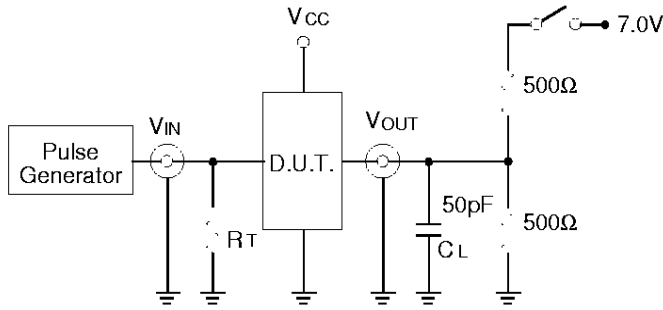 VCC
7.0V
500Ω
VIN
VOUT
Pulse
Generator
D.U.T.
50pF
500Ω
RT
CL